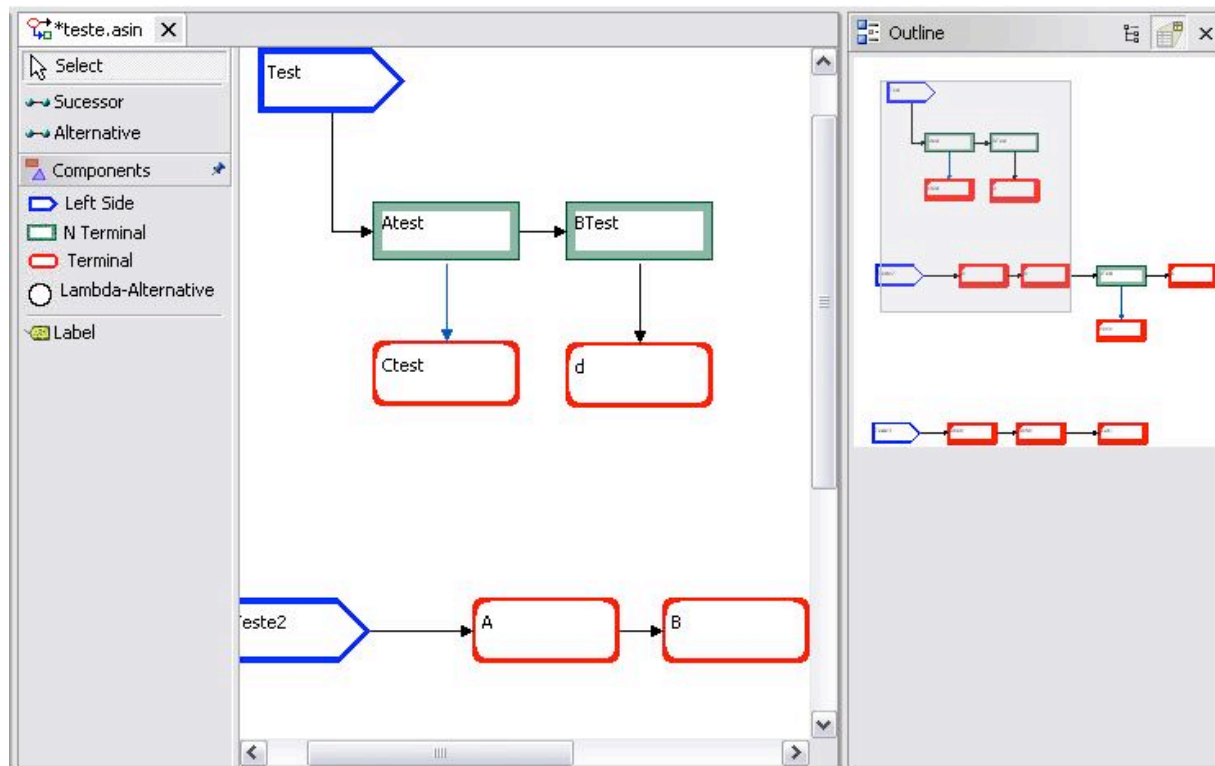 *teste.asin
Select
Sucessor
Alternative
Components
Left Side
N Terminal
Terminal
Lambda-Alternative
Label
Test
Atest
BTest
Ctest
d
Teste2
A
B
Outline